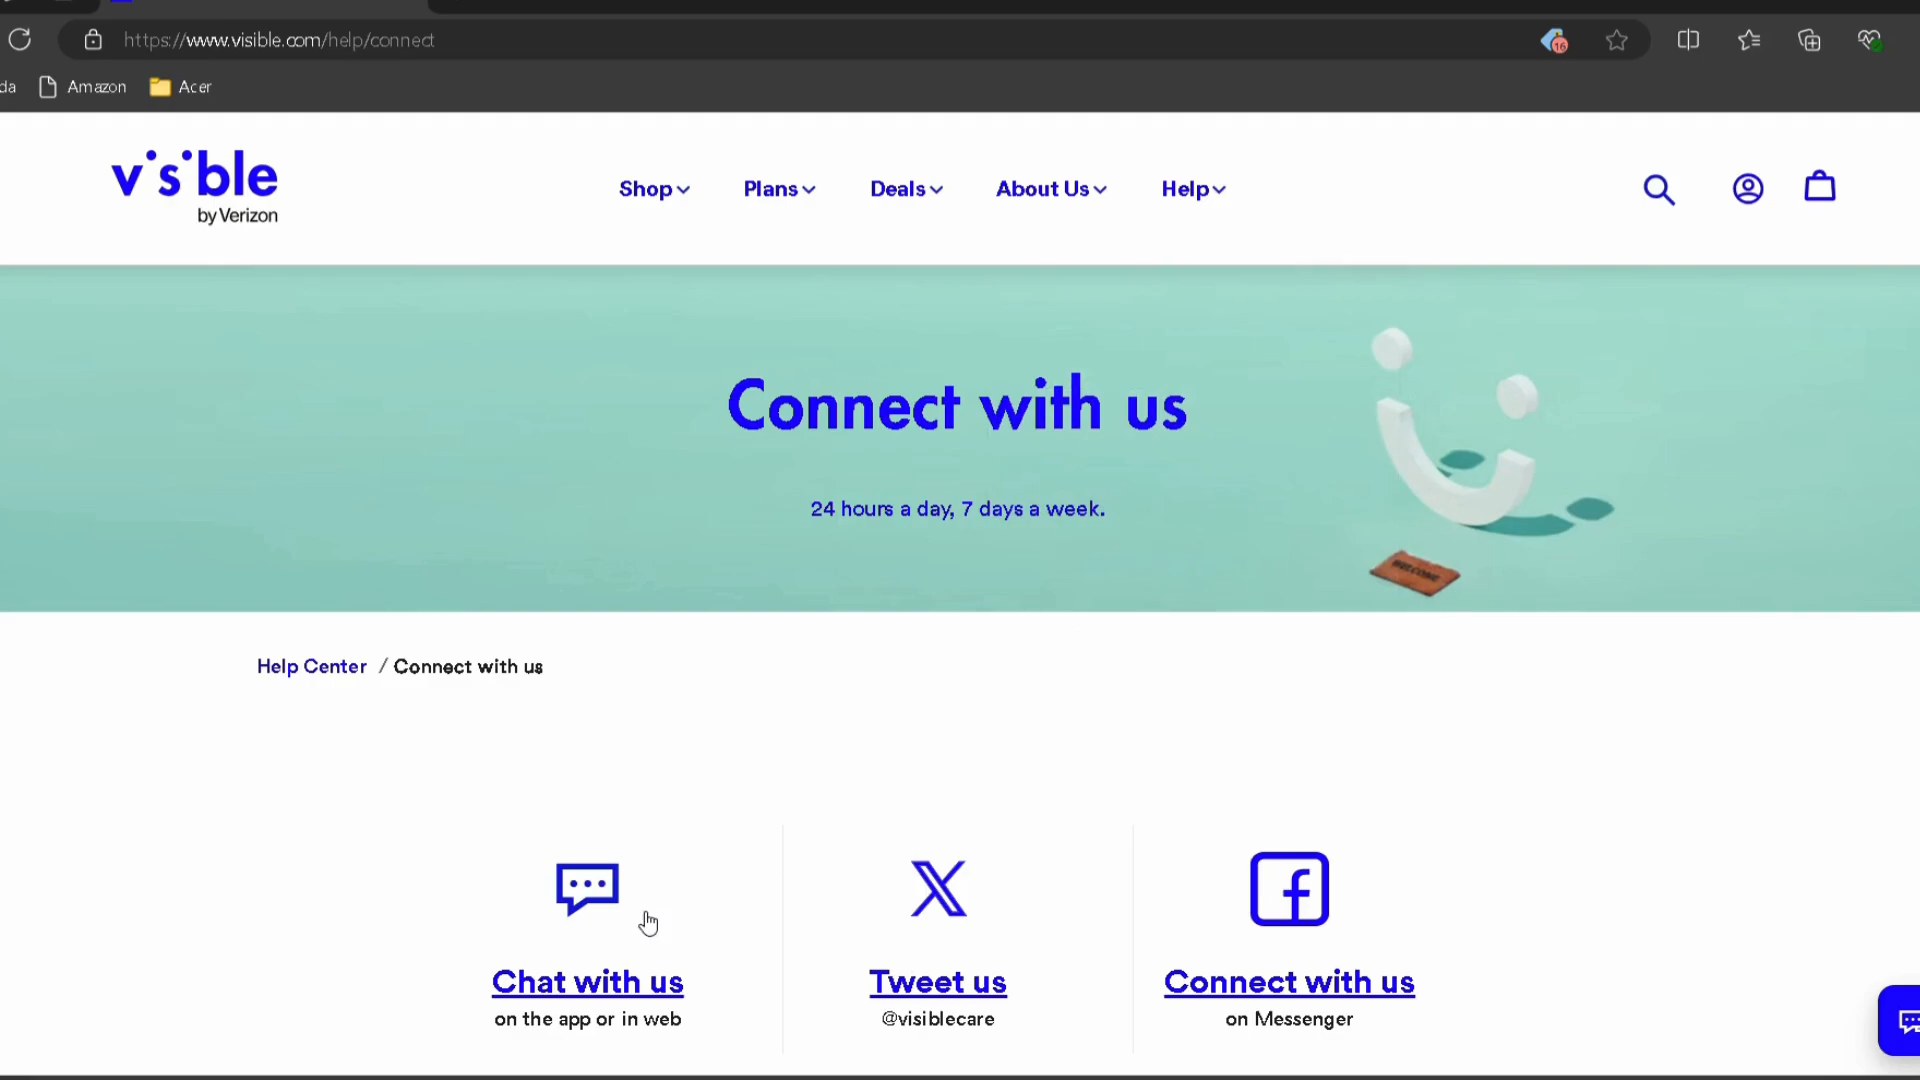 https://www.visible.com/help/connect
16
da
Amazon
Acer
visible
by Verizon
Shop
Plans
Deals
About Us
Help
Connect with us
24 hours a day, 7 days a week.
WELCOME
Help Center / Connect with us
Chat with us
on the app or in web
Tweet us
@visiblecare
Connect with us
on Messenger